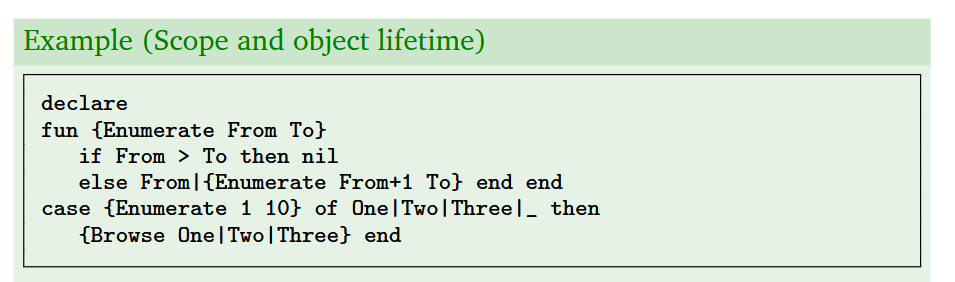 Example (Scope and object lifetime)
declare
fun {Enumerate From To}
if From > To then nil
else From|{Enumerate From+1 To} end end
case {Enumerate 1 10} of One|Two|Three|_ then
{Browse One|Two|Three} end